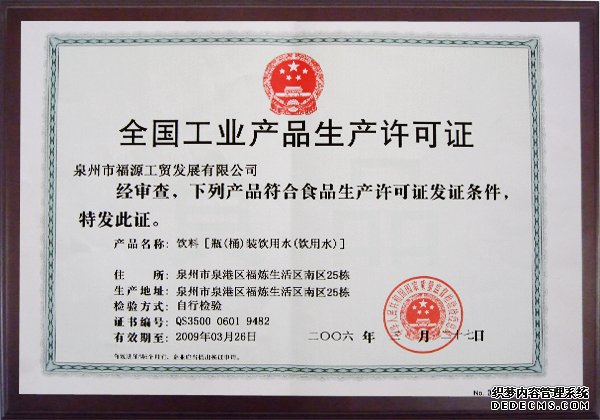 全国工业产品生产许可证
泉州市福源工贸发展有限公司
经审查，下列产品符合食品生产许可证发证条件，
特发此证。
产品名称：饮料［瓶(桶)装饮用水(饮用水)］
住　　所：泉州市泉港区福炼生活区南区25栋
生产地址：泉州市泉港区福炼生活区南区25栋
检验方式：自行检验
证书编号：QS3500 0601 9482
有效期至：2009年03月26日
二〇〇六年 月二十七日
No.
织梦内容管理系统
DEDECMS.COM